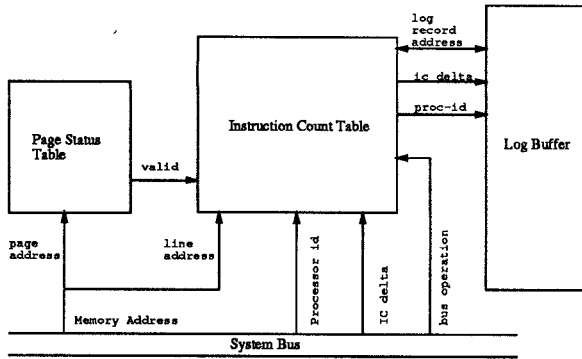 log
record
address
ic delta
proc-id
Page Status
Table
Instruction Count Table
Log Buffer
valid
page
address
line
address
Processor id
IC delta
bus operation
Memory Address
System Bus